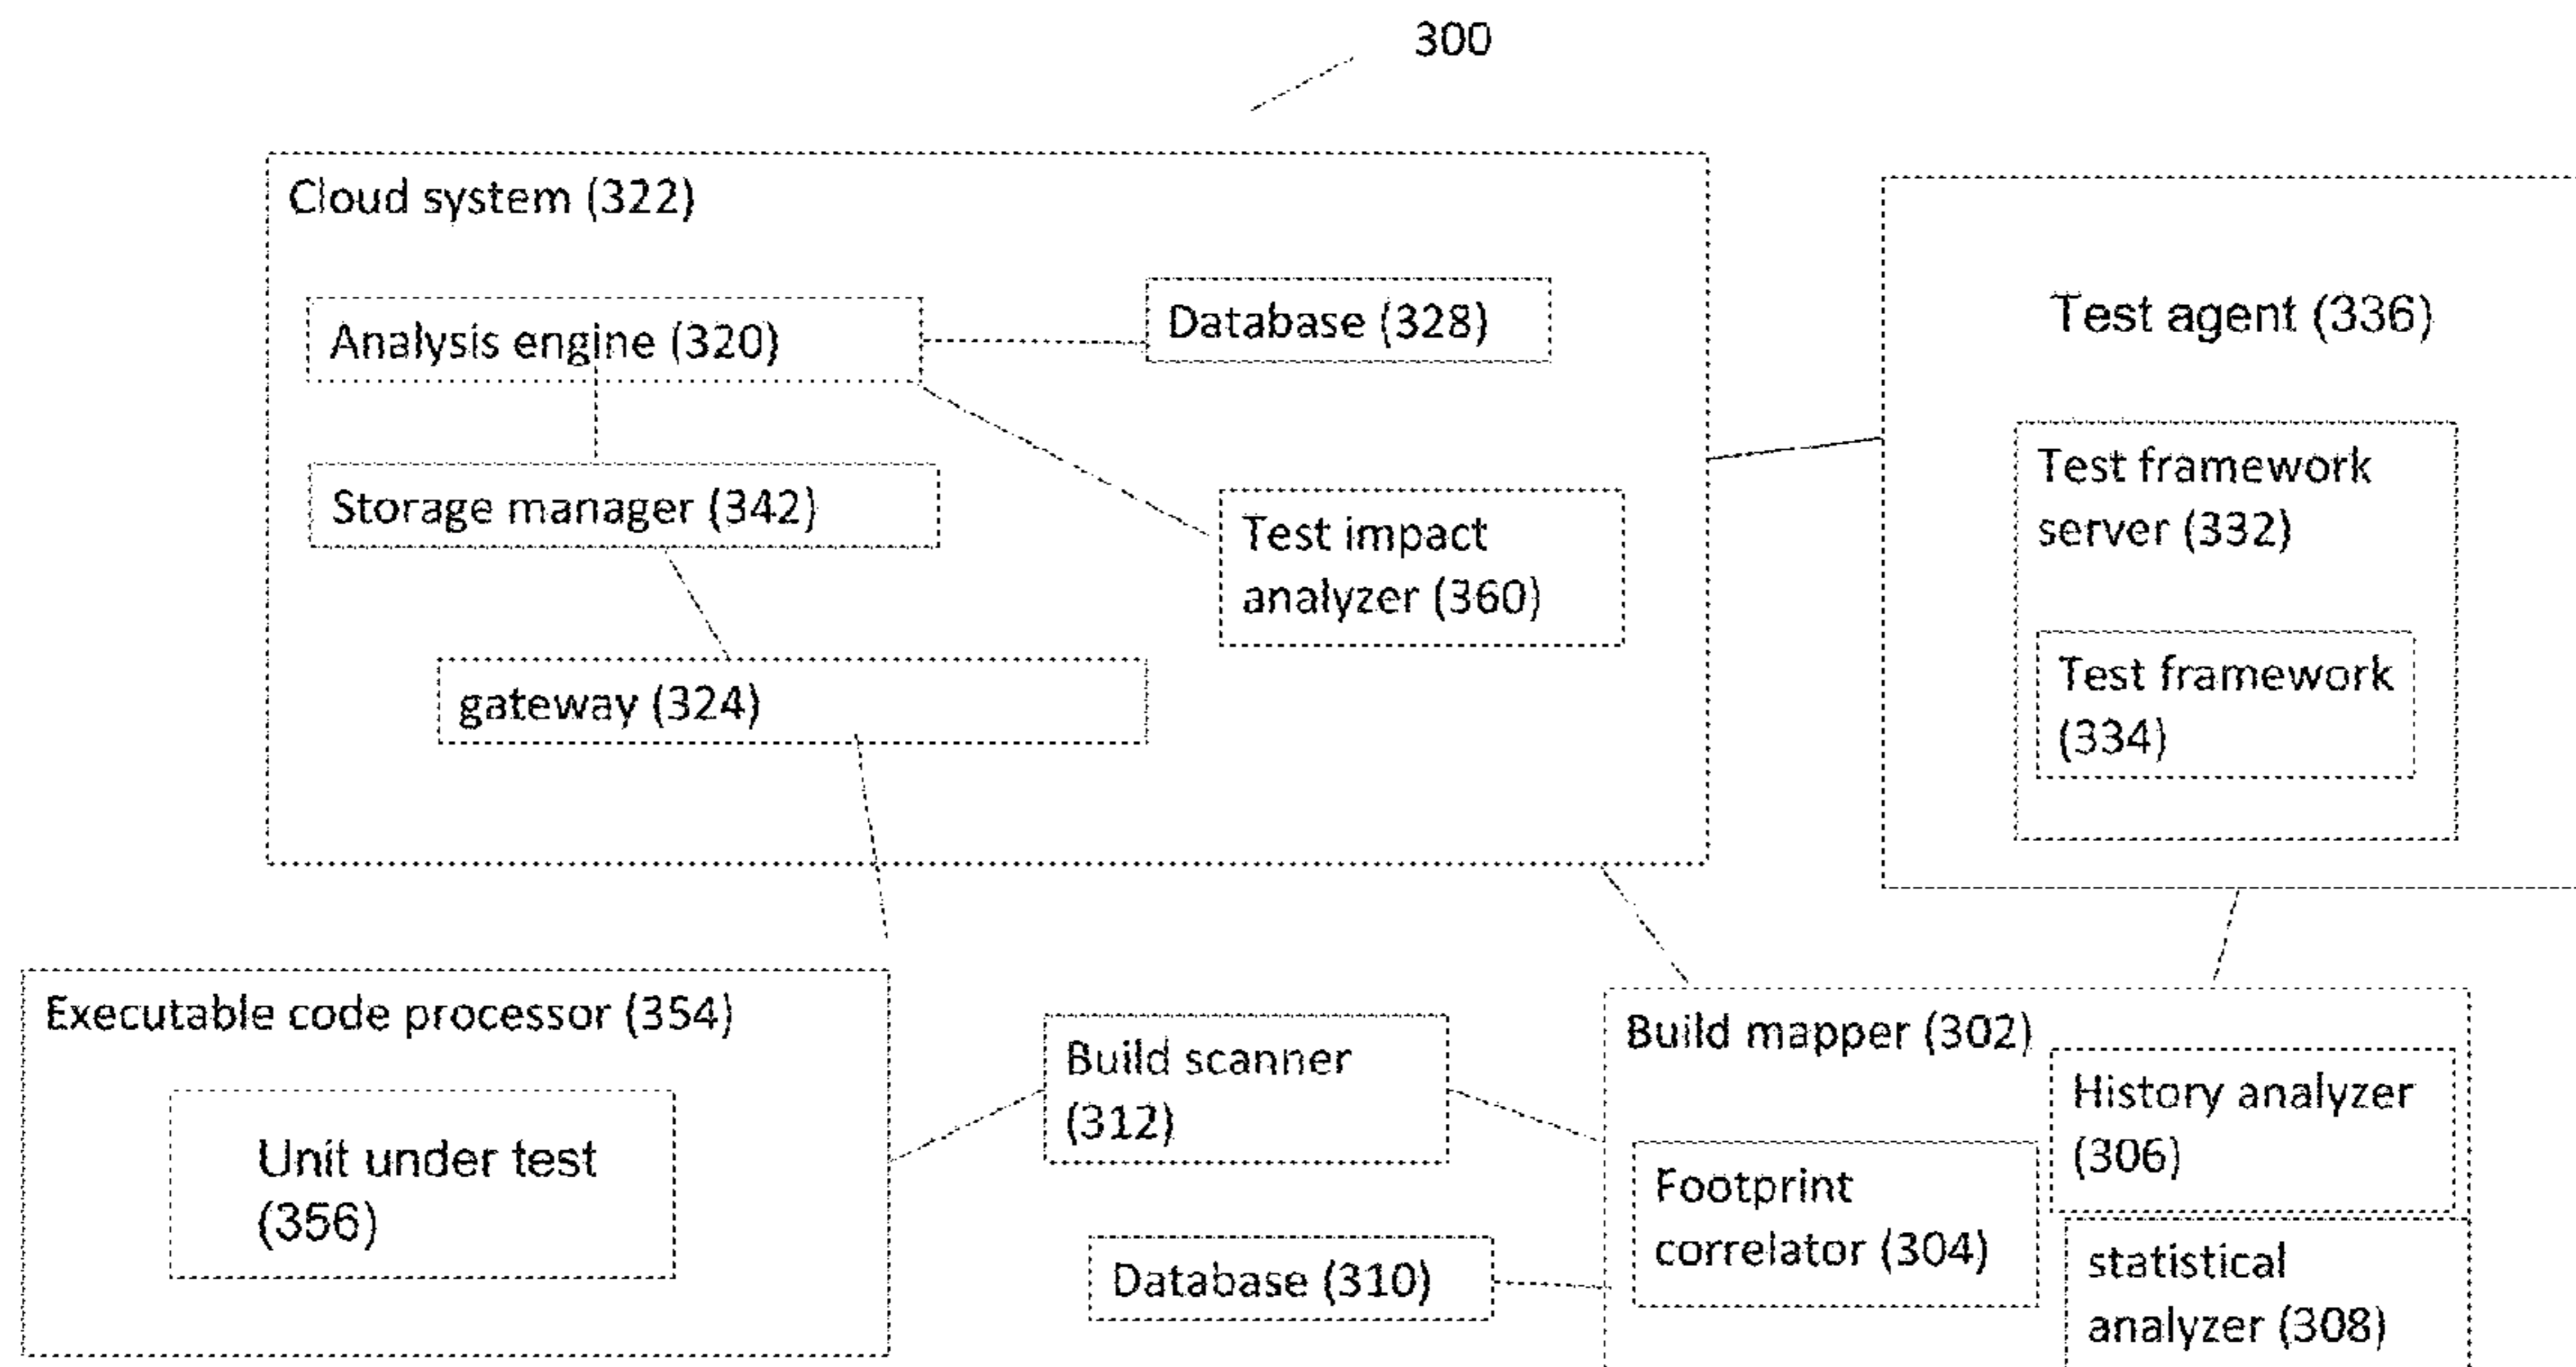 300
Cloud system (322)
Analysis engine (320)
Database (328)
Storage manager (342)
Test impact
analyzer (360)
gateway (324)
Test agent (336)
Test framework
server (332)
Test framework
(334)
Executable code processor (354)
Unit under test
(356)
Build scanner
(312)
Database (310)
Build mapper (302)
History analyzer
(306)
Footprint
correlator (304)
statistical
analyzer (308)